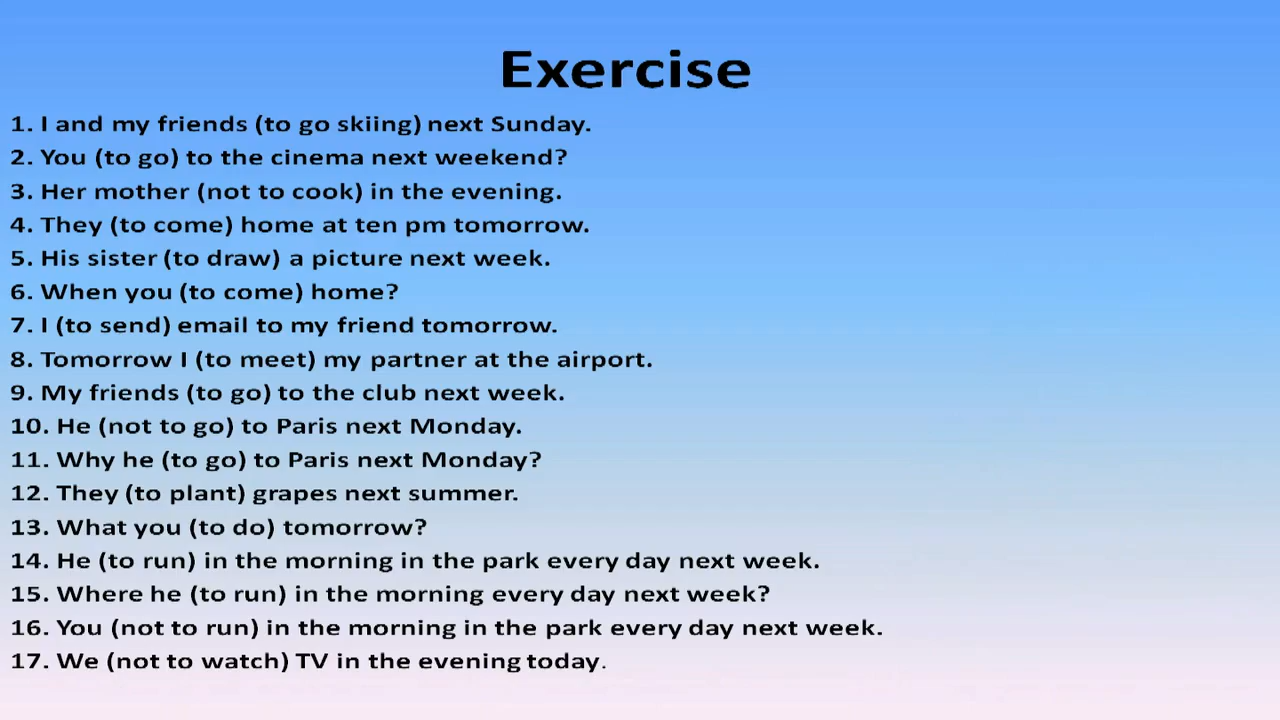 Exercise
1. I and my friends (to go skiing) next Sunday.
2. You (to go) to the cinema next weekend?
3. Her mother (not to cook) in the evening.
4. They (to come) home at ten pm tomorrow.
5. His sister (to draw) a picture next week.
6. When you (to come) home?
7. I (to send) email to my friend tomorrow.
8. Tomorrow I (to meet) my partner at the airport.
9. My friends (to go) to the club next week.
10. He (not to go) to Paris next Monday.
11. Why he (to go) to Paris next Monday?
12. They (to plant) grapes next summer.
13. What you (to do) tomorrow?
14. He (to run) in the morning in the park every day next week.
15. Where he (to run) in the morning every day next week?
16. You (not to run) in the morning in the park every day next week.
17. We (not to watch) TV in the evening today.